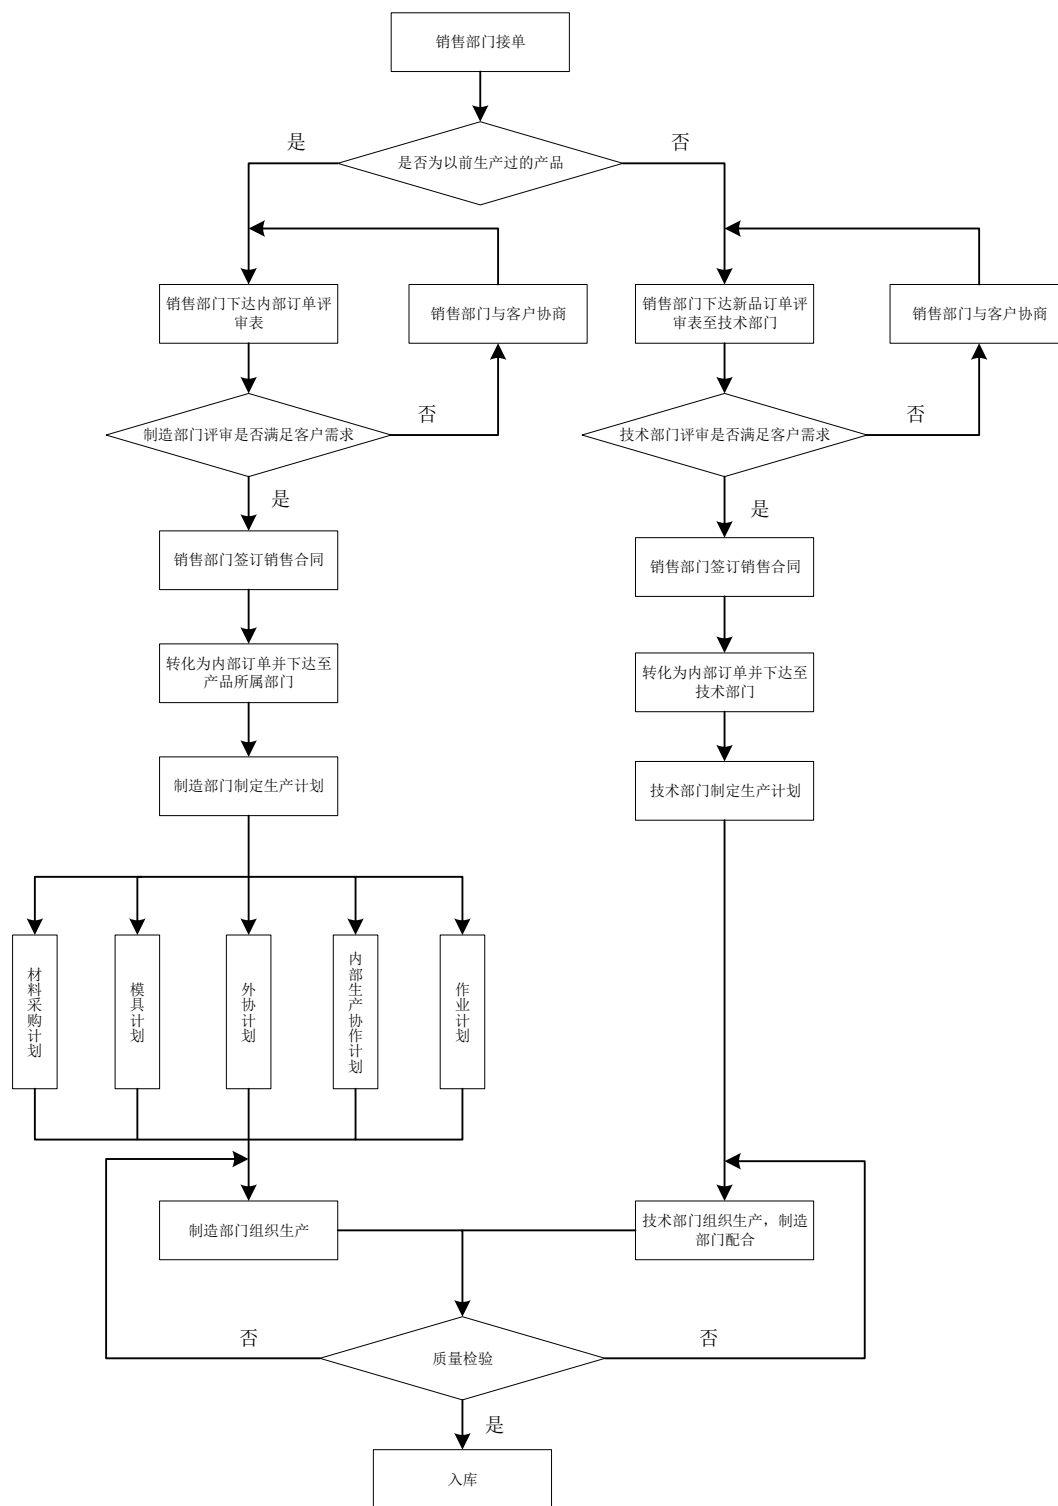 销售部门接单
是
否
是否为以前生产过的产品
销售部门下达内部订单评
审表
销售部门与客户协商
销售部门下达新品订单评
审表至技术部门
销售部门与客户协商
制造部门评审是否满足客户需求
否
技术部门评审是否满足客户需求
否
是
是
销售部门签订销售合同
销售部门签订销售合同
转化为内部订单并下达至
产品所属部门
转化为内部订单并下达至
技术部门
制造部门制定生产计划
技术部门制定生产计划
材料采购计划
模具计划
外协计划
内部生产协作计划
作业计划
制造部门组织生产
技术部门组织生产，制造
部门配合
否
质量检验
否
是
入库